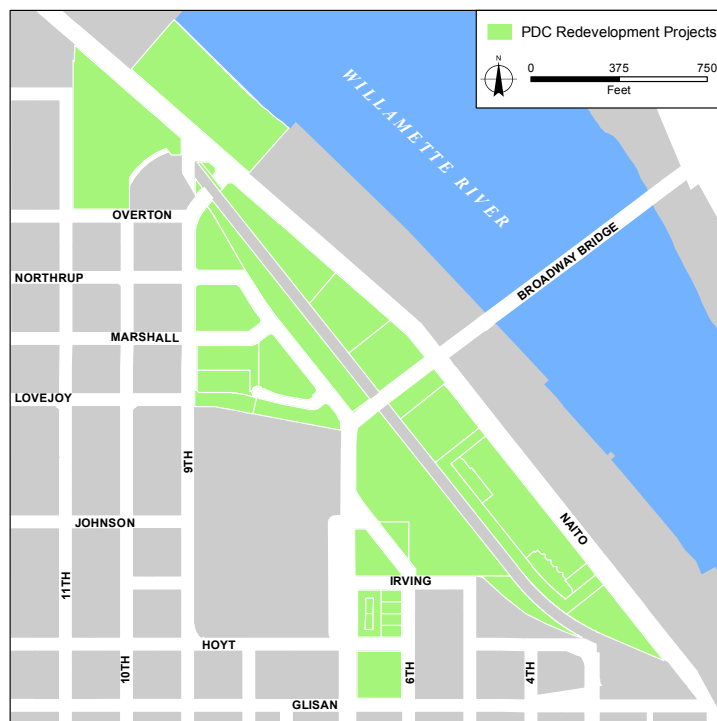 PDC Redevelopment Projects
N
0 375 750
Feet
WILLAMETTE RIVER
BROADWAY BRIDGE
OVERTON
NORTHRUP
MARSHALL
LOVEJOY
9TH
NAITO
JOHNSON
11TH
IRVING
HOYT
10TH
6TH
4TH
GLISAN